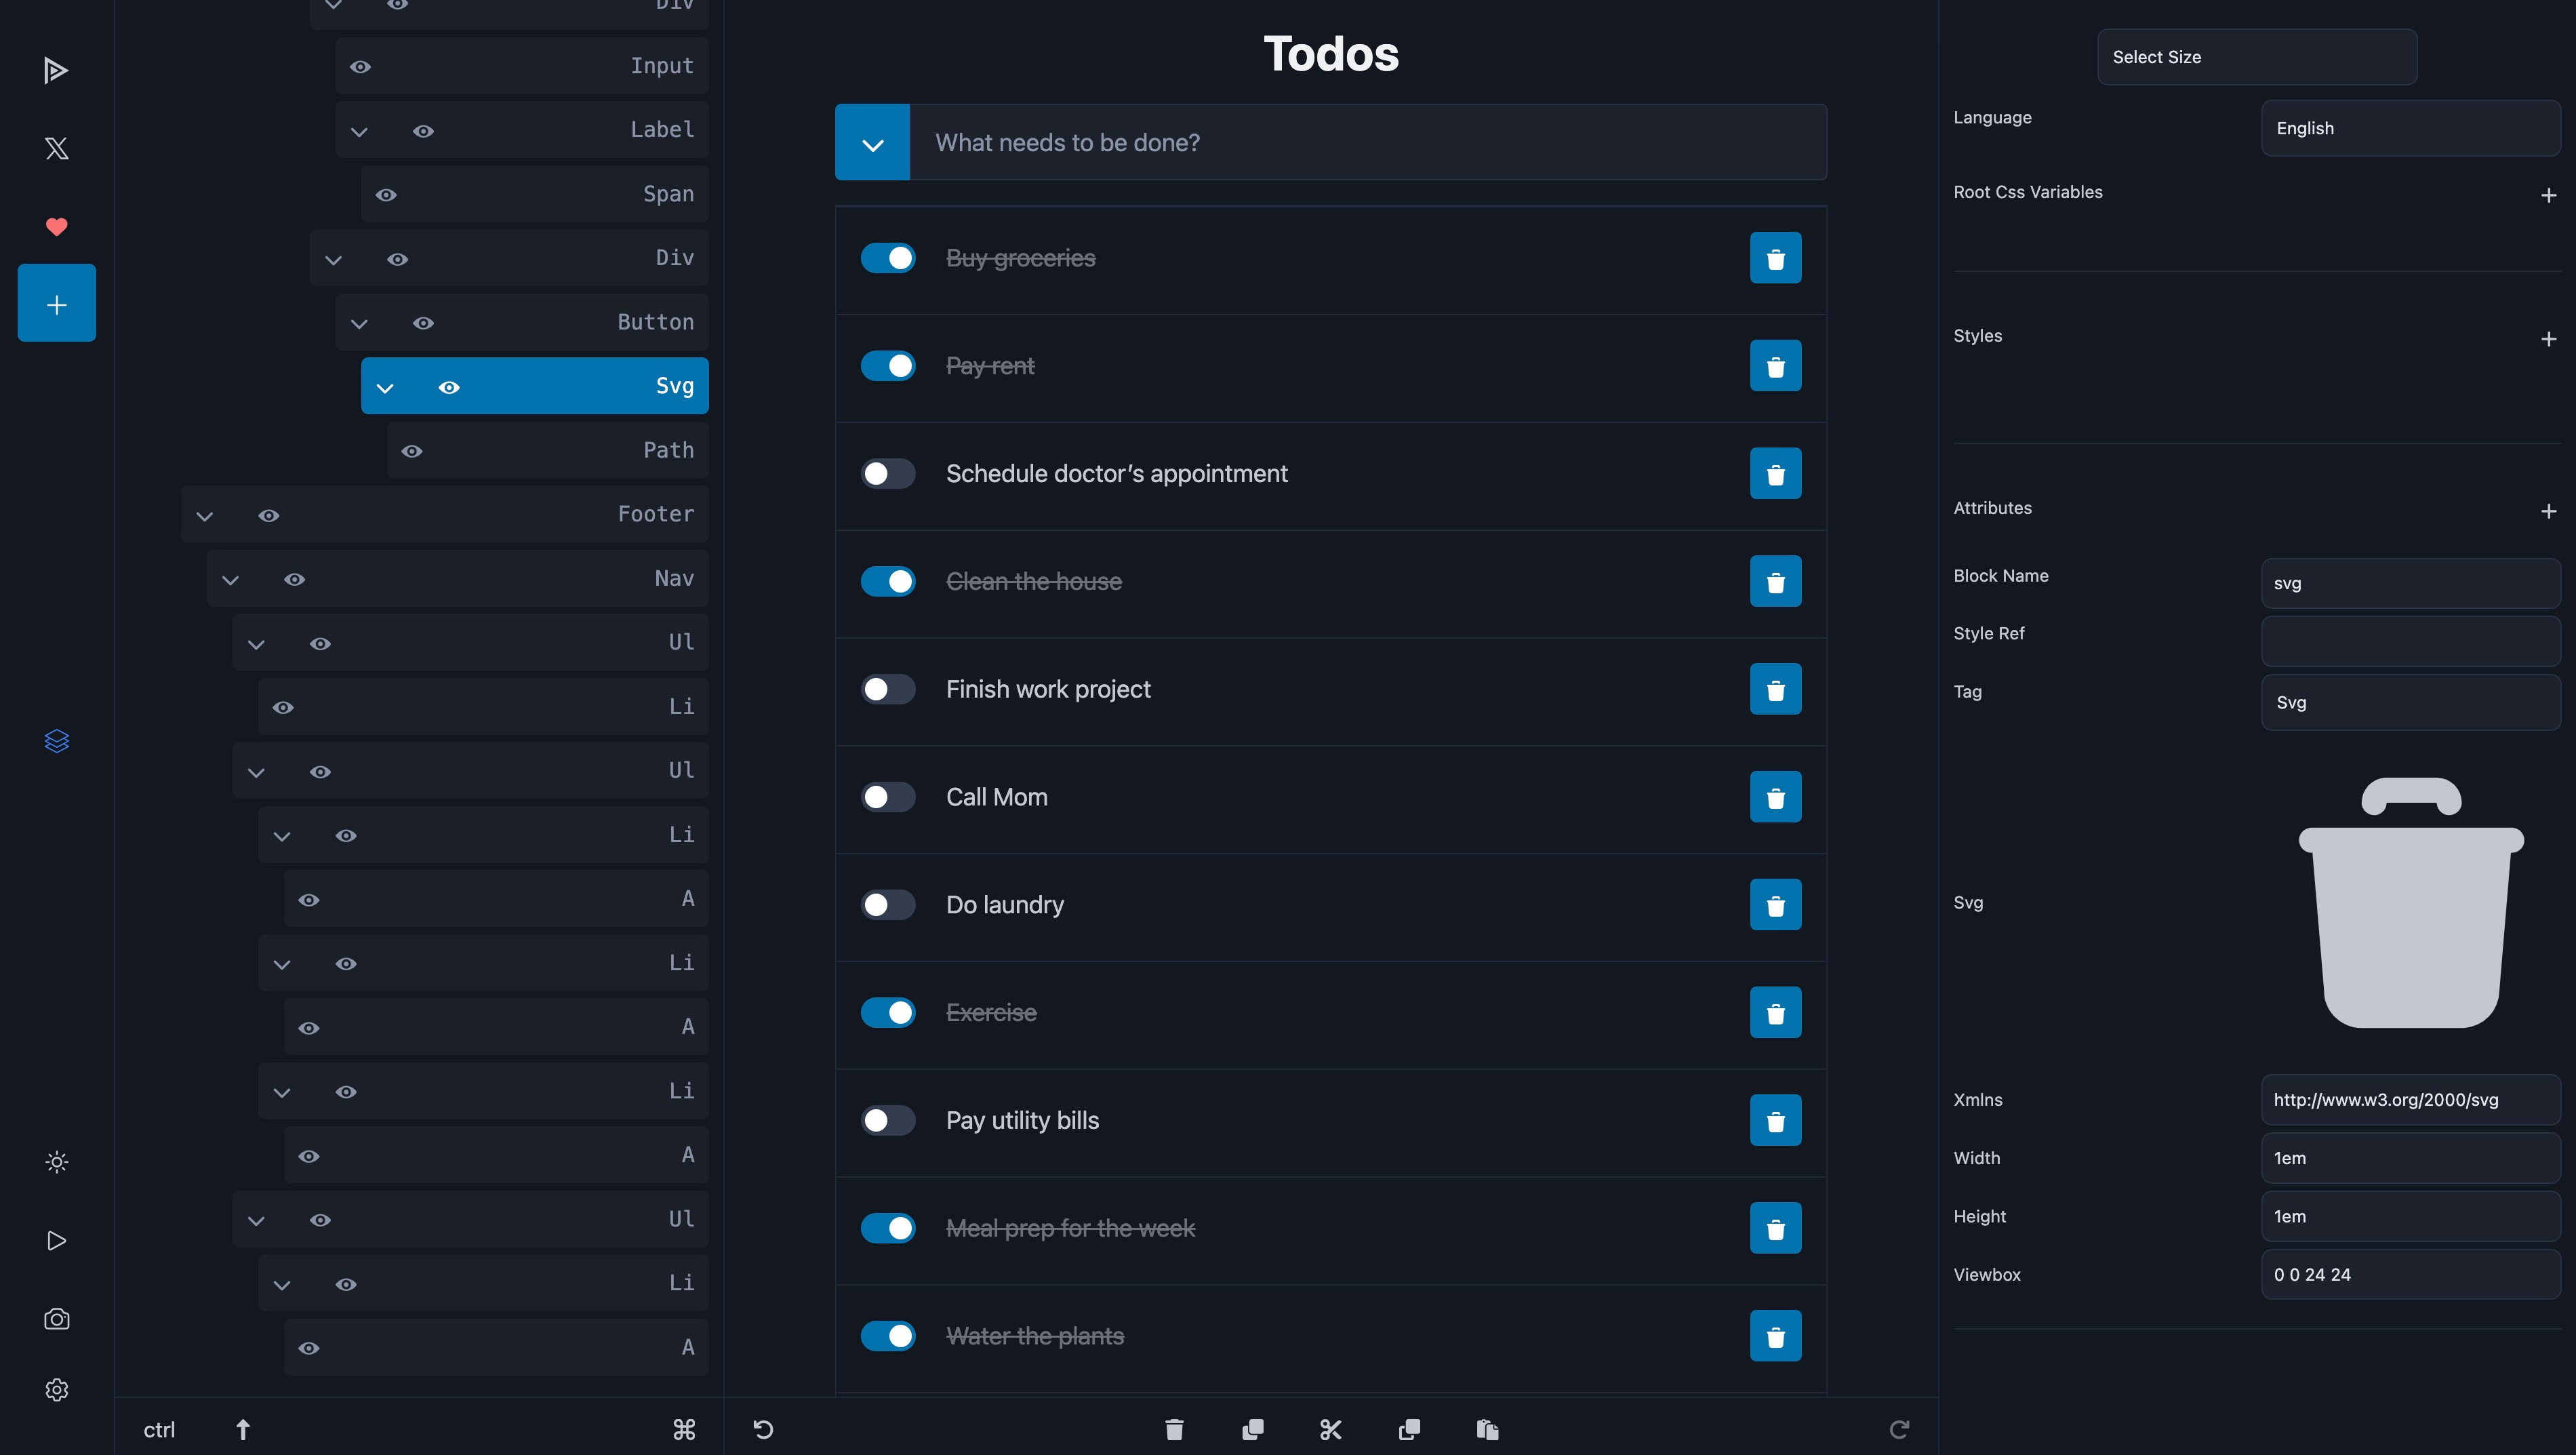 Div
Input
Label
Span
Div
Button
Svg
Path
Footer
Nav
Ul
Li
Ul
Li
A
Li
A
Li
A
Ul
Li
A
ctrl
Todos
What needs to be done?
Buy groceries
Pay rent
Schedule doctor’s appointment
Clean the house
Finish work project
Call Mom
Do laundry
Exercise
Pay utility bills
Meal prep for the week
Water the plants
Select Size
Language
English
Root Css Variables
Styles
Attributes
Block Name
svg
Style Ref
Tag
Svg
Svg
Xmlns
http://www.w3.org/2000/svg
Width
1em
Height
1em
Viewbox
0 0 24 24